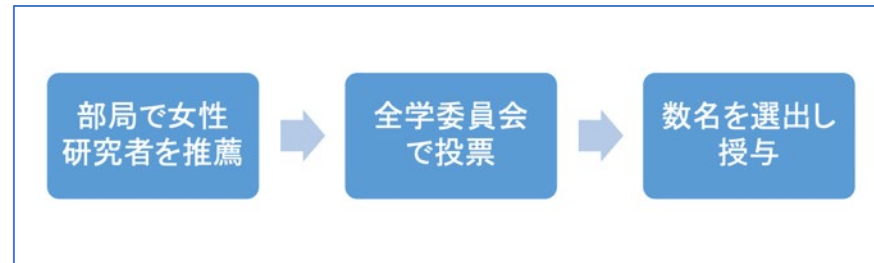 部局で女性
研究者を推薦
全学委員会
で投票
数名を選出し
授与